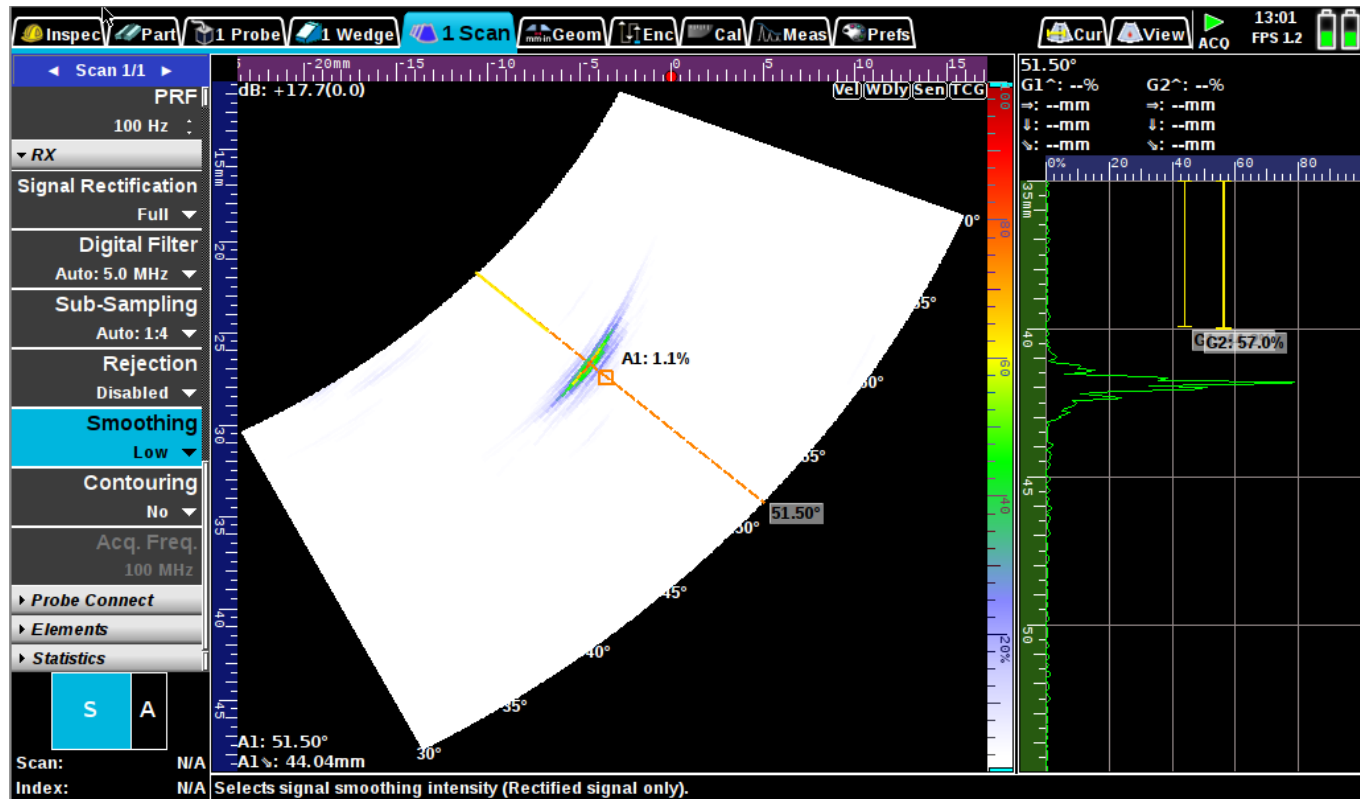 Inspec Part 1 Probe 1 Wedge 1 Scan Geom Enc Cal Meas Prefs Cur View ACQ 13:01
FPS 1.2
◄ Scan 1/1 ►
PRF
100 Hz
RX
Signal Rectification
Full
Digital Filter
Auto: 5.0 MHz
Sub-Sampling
Auto: 1:4
Rejection
Disabled
Smoothing
Low
Contouring
No
Acq. Freq.
100 MHz
Probe Connect
Elements
Statistics
S A
Scan: N/A
Index: N/A
-20mm -15 -10 -5 0 5 10 15
dB: +17.7(0.0)
Vel WDly Sen TCG
15mm
20
25
30
35
40
45
A1: 1.1%
51.50°
50°
45°
40°
35°
30°
A1: 51.50°
A1⇘: 44.04mm
80
60
40
20%
51.50°
G1^: --% G2^: --%
⇒: --mm ⇒: --mm
⇓: --mm ⇓: --mm
⇘: --mm ⇘: --mm
0% 20 40 60 80
35mm
40
45
50
G2: 57.0%
Selects signal smoothing intensity (Rectified signal only).